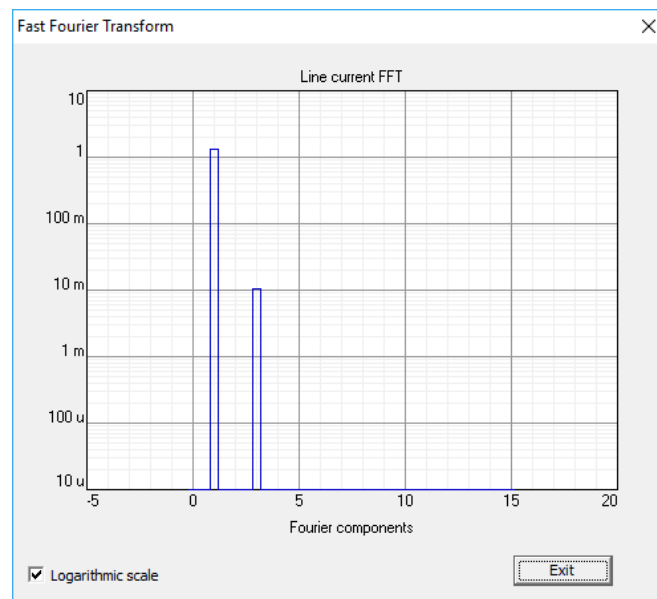 Fast Fourier Transform
Line current FFT
10
1
100 m
10 m
1 m
100 u
10 u
-5 0 5 10 15 20
Fourier components
Logarithmic scale
Exit